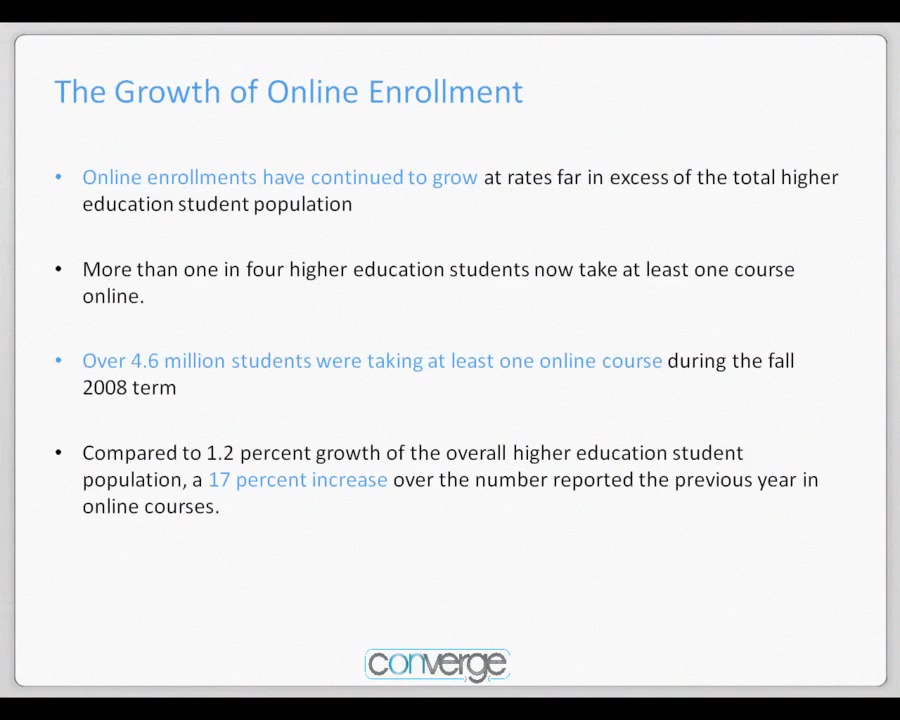 The Growth of Online Enrollment
• Online enrollments have continued to grow at rates far in excess of the total higher
education student population
• More than one in four higher education students now take at least one course
online.
• Over 4.6 million students were taking at least one online course during the fall
2008 term
• Compared to 1.2 percent growth of the overall higher education student
population, a 17 percent increase over the number reported the previous year in
online courses.
converge